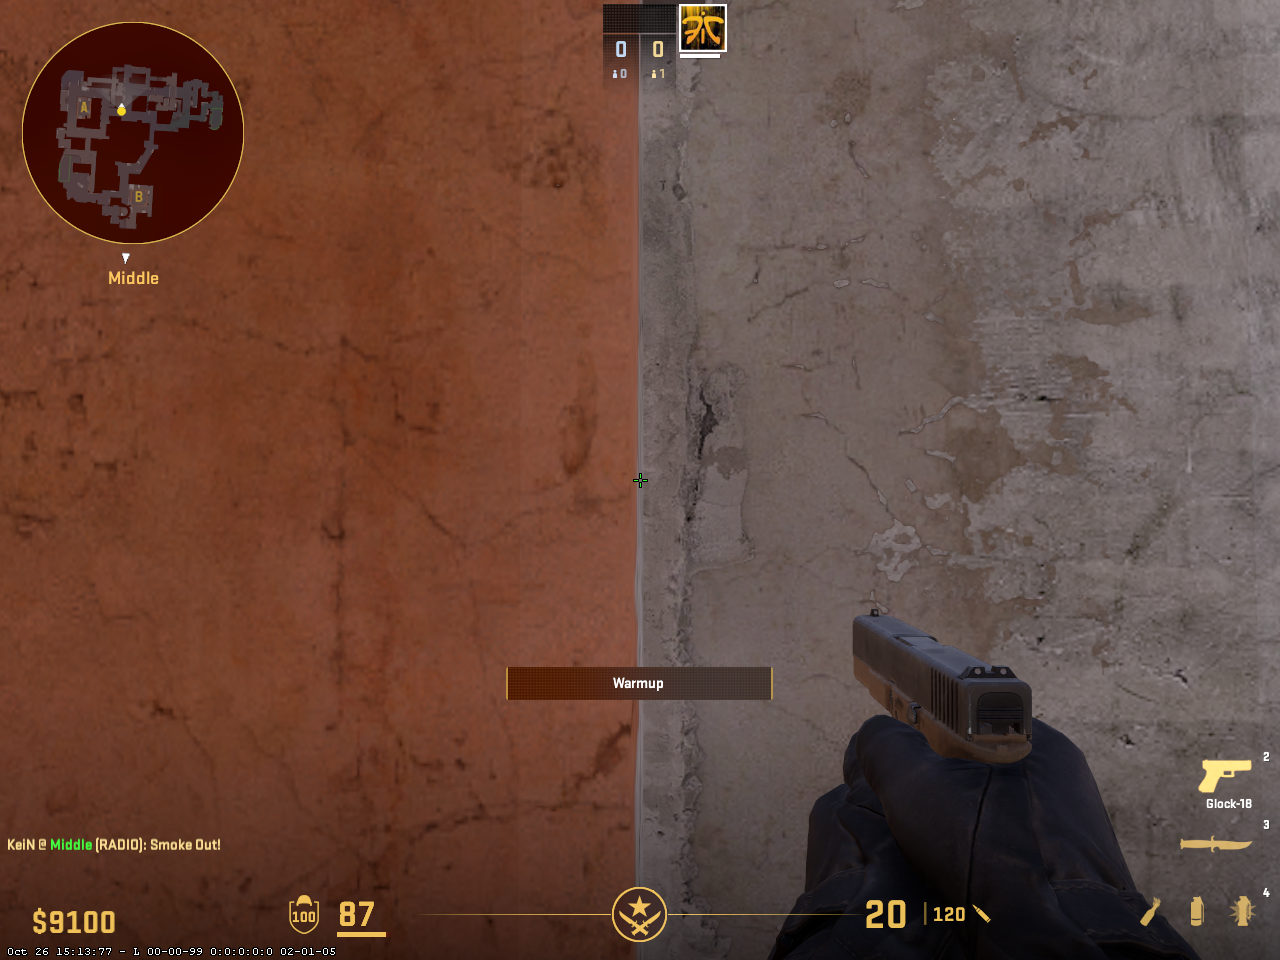 0 0
0 1
A
B
Middle
Warmup
2
Glock-18
3
KeiN @ Middle (RADIO): Smoke Out!
4
$9100
100
87
20
120
Oct 26 15:13:77 - L 00-00-99 0:0:0:0:0 02-01-05